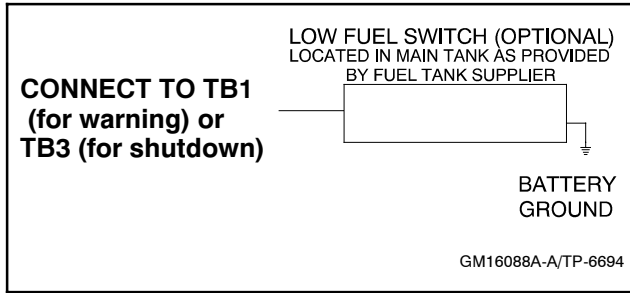 LOW FUEL SWITCH (OPTIONAL)
LOCATED IN MAIN TANK AS PROVIDED
BY FUEL TANK SUPPLIER
CONNECT TO TB1
(for warning) or
TB3 (for shutdown)
BATTERY
GROUND
GM16088A-A/TP-6694